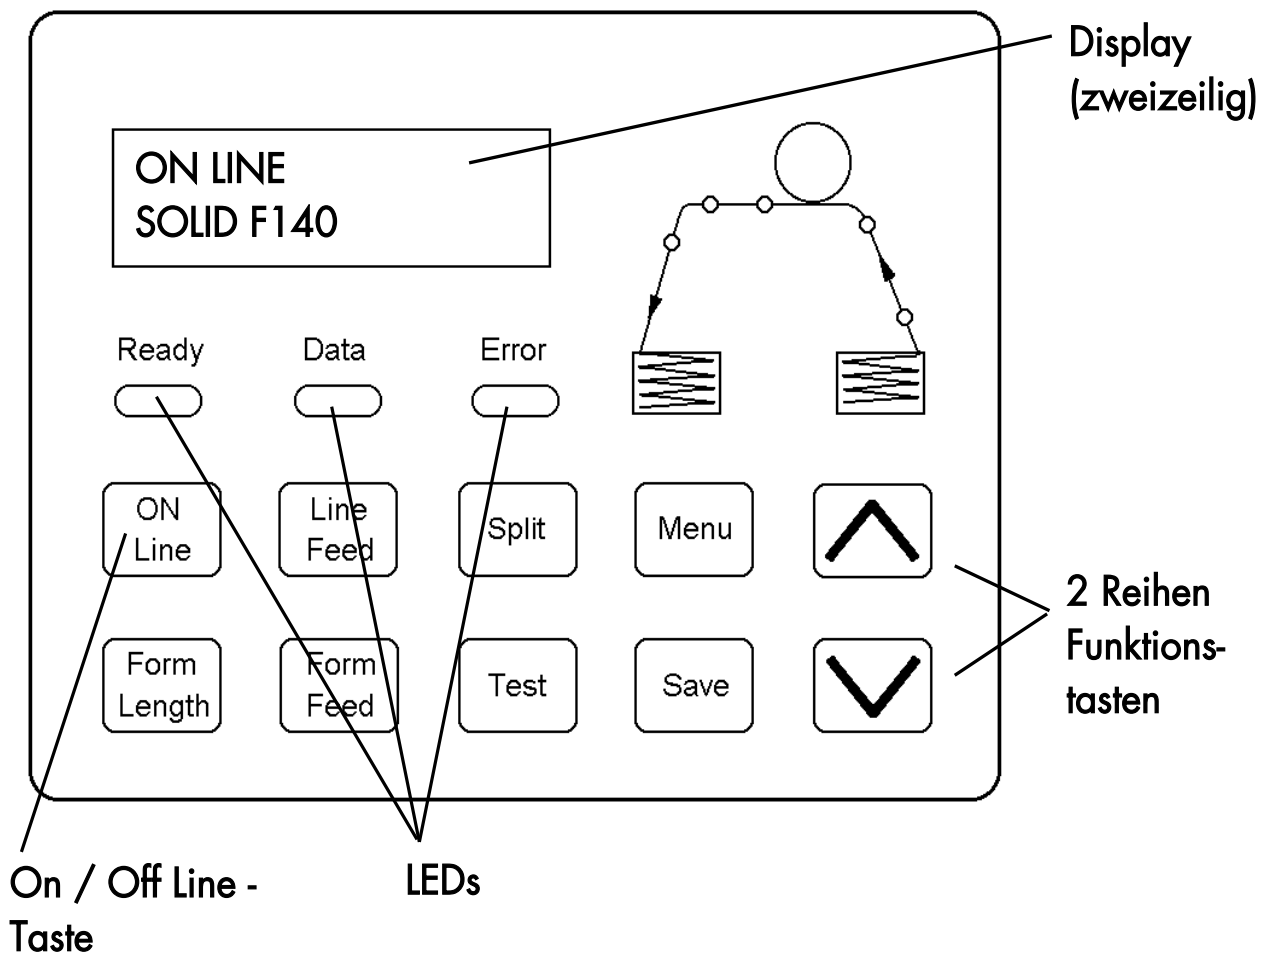 Display
(zweizeilig)
ON LINE
SOLID F140
Ready Data Error
ON
Line
Line
Feed
Split
Menu
Form
Length
Form
Feed
Test
Save
2 Reihen
Funktions-
tasten
On / Off Line -
Taste
LEDs